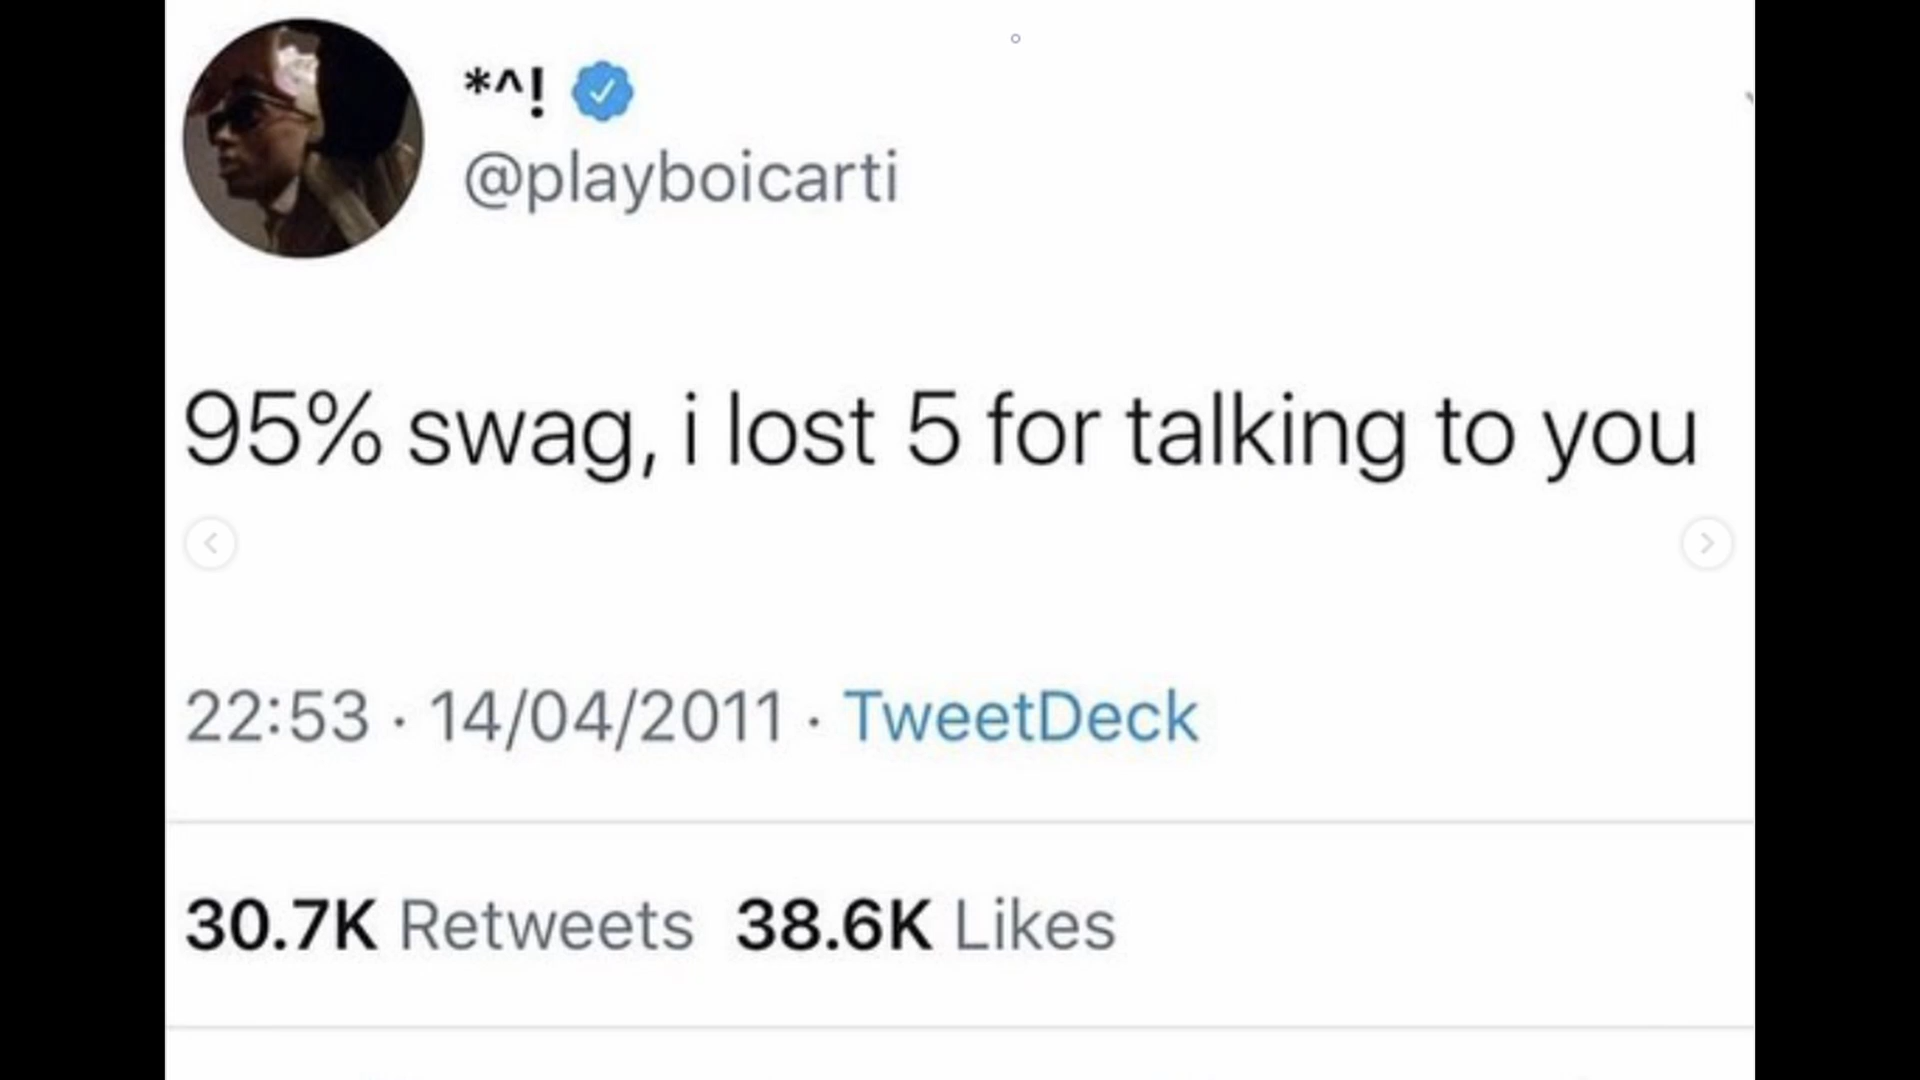 *^!
@playboicarti
95% swag, i lost 5 for talking to you
22:53 · 14/04/2011 · TweetDeck
30.7K Retweets 38.6K Likes